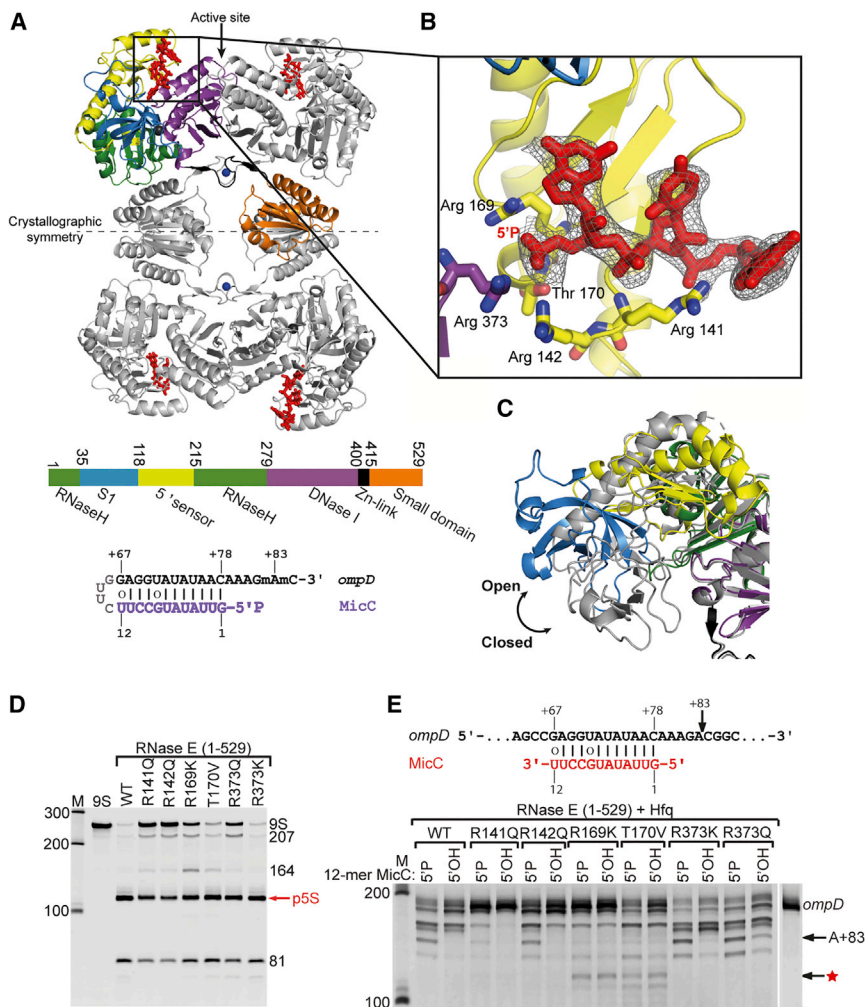 A
Active site
Crystallographic
symmetry
B
Arg 169
5'P
Thr 170
Arg 373
Arg 142
Arg 141
C
Open
Closed
1 35 118 215 279 400 415 529
RNaseH S1 5'sensor RNaseH DNase I Zn-link Small domain
+67 +78 +83
GGAGGUAUAUAACAAAGmAmC-3' ompD
U
U
CUUCCGUAUAUUG-5'P MicC
12 1
D
RNase E (1-529)
M 9S WT R141Q R142Q R169K T170V R373Q R373K
300
200
100
9S
207
164
p5S
81
E
+67 +78 +83
ompD 5'-...AGCCGAGGUAUAUAACAAAGACGGC...-3'
MicC 3'-UUCCGUAUAUUG-5'
12 1
RNase E (1-529) + Hfq
WT R141Q R142Q R169K T170V R373K R373Q
12-mer MicC: M 5'P 5'OH 5'P 5'OH 5'P 5'OH 5'P 5'OH 5'P 5'OH 5'P 5'OH 5'P 5'OH
200
100
ompD
A+83